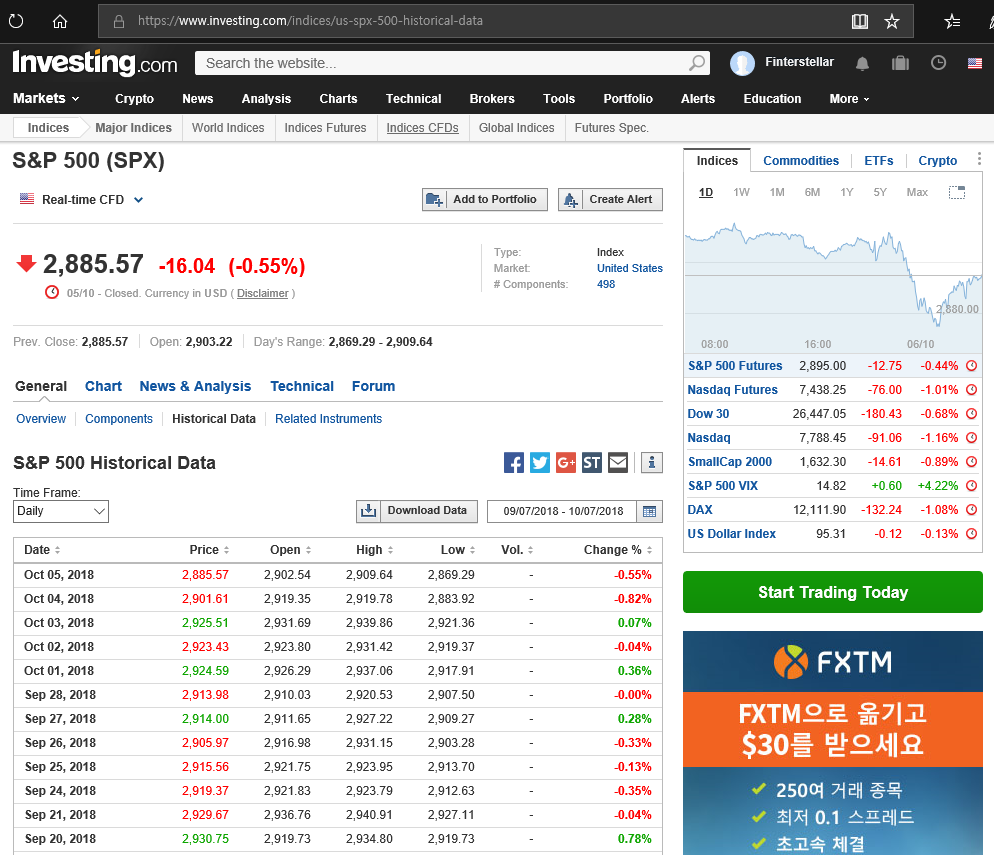 https://www.investing.com/indices/us-spx-500-historical-data
Investing.com
Search the website...
Finterstellar
Markets Crypto News Analysis Charts Technical Brokers Tools Portfolio Alerts Education More
Indices Major Indices World Indices Indices Futures Indices CFDs Global Indices Futures Spec.
S&P 500 (SPX)
Real-time CFD
Add to Portfolio
Create Alert
2,885.57 -16.04 (-0.55%)
05/10 - Closed. Currency in USD ( Disclaimer )
Type: Index
Market: United States
# Components: 498
Prev. Close: 2,885.57 Open: 2,903.22 Day's Range: 2,869.29 - 2,909.64
General Chart News & Analysis Technical Forum
Overview Components Historical Data Related Instruments
S&P 500 Historical Data
G+ ST
Time Frame:
Daily
Download Data
09/07/2018 - 10/07/2018
Date Price Open High Low Vol. Change %
Oct 05, 2018 2,885.57 2,902.54 2,909.64 2,869.29 - -0.55%
Oct 04, 2018 2,901.61 2,919.35 2,919.78 2,883.92 - -0.82%
Oct 03, 2018 2,925.51 2,931.69 2,939.86 2,921.36 - 0.07%
Oct 02, 2018 2,923.43 2,923.80 2,931.42 2,919.37 - -0.04%
Oct 01, 2018 2,924.59 2,926.29 2,937.06 2,917.91 - 0.36%
Sep 28, 2018 2,913.98 2,910.03 2,920.53 2,907.50 - -0.00%
Sep 27, 2018 2,914.00 2,911.65 2,927.22 2,909.27 - 0.28%
Sep 26, 2018 2,905.97 2,916.98 2,931.15 2,903.28 - -0.33%
Sep 25, 2018 2,915.56 2,921.75 2,923.95 2,913.70 - -0.13%
Sep 24, 2018 2,919.37 2,921.83 2,923.79 2,912.63 - -0.35%
Sep 21, 2018 2,929.67 2,936.76 2,940.91 2,927.11 - -0.04%
Sep 20, 2018 2,930.75 2,919.73 2,934.80 2,919.73 - 0.78%
Indices Commodities ETFs Crypto
1D 1W 1M 6M 1Y 5Y Max
2,880.00
08:00 16:00 06/10
S&P 500 Futures 2,895.00 -12.75 -0.44%
Nasdaq Futures 7,438.25 -76.00 -1.01%
Dow 30 26,447.05 -180.43 -0.68%
Nasdaq 7,788.45 -91.06 -1.16%
SmallCap 2000 1,632.30 -14.61 -0.89%
S&P 500 VIX 14.82 +0.60 +4.22%
DAX 12,111.90 -132.24 -1.08%
US Dollar Index 95.31 -0.12 -0.13%
Start Trading Today
FXTM
FXTM으로 옮기고
$30를 받으세요
250여 거래 종목
최저 0.1 스프레드
초고속 체결